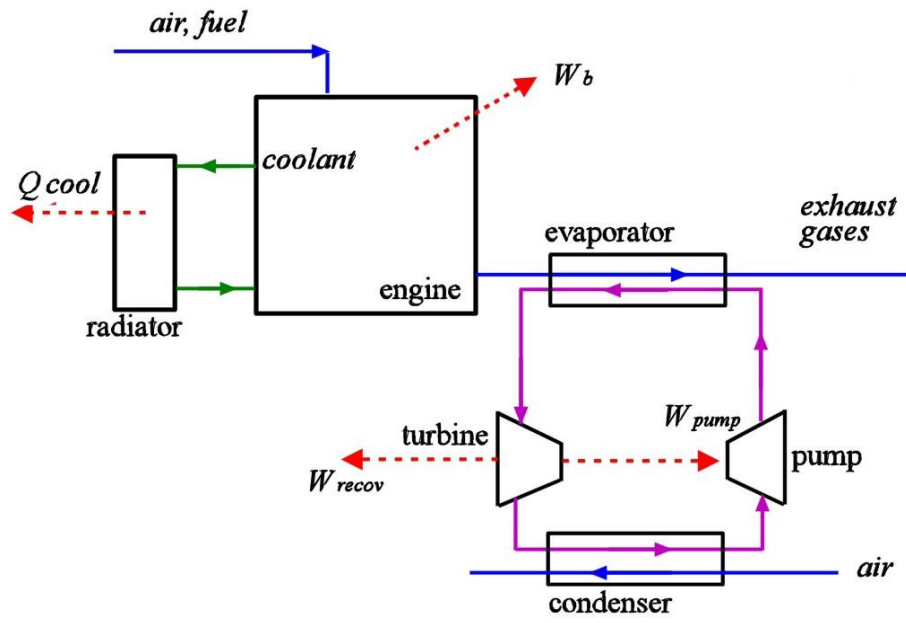 air, fuel
W b
coolant
Q cool
exhaust
gases
evaporator
engine
radiator
W pump
turbine
pump
W recov
air
condenser